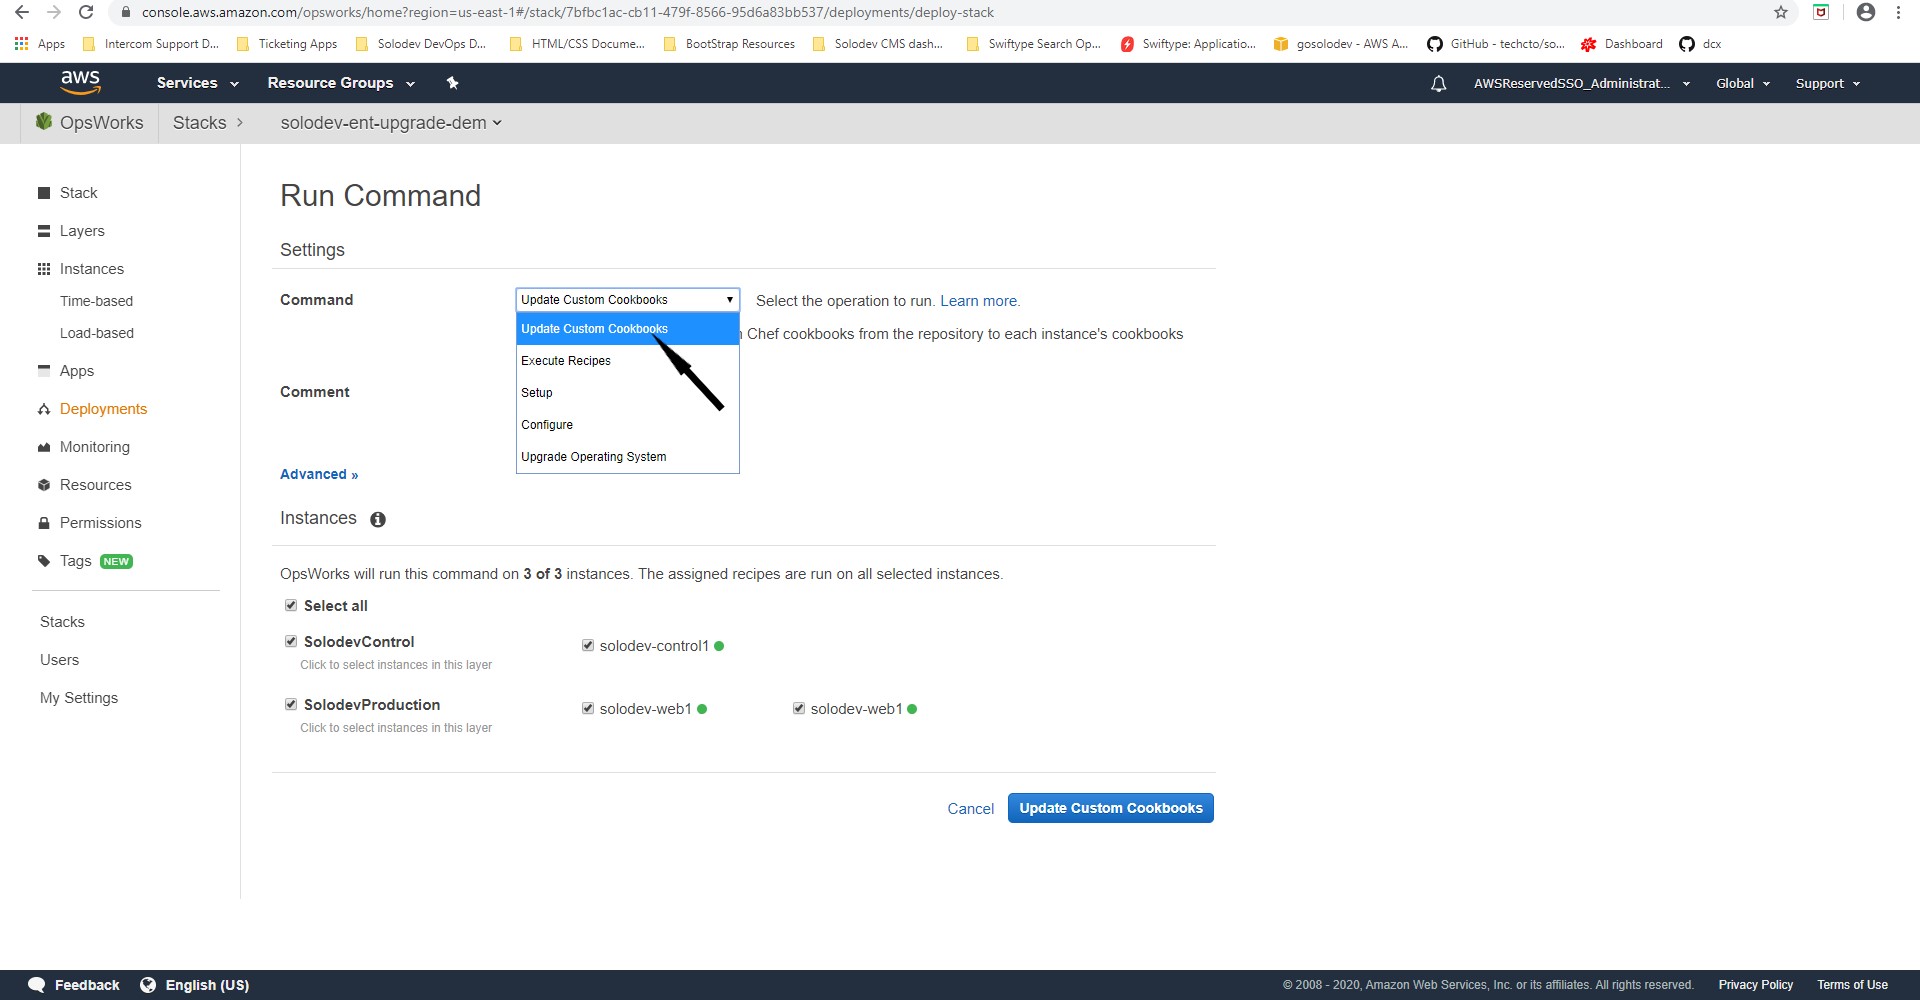 console.aws.amazon.com/opsworks/home?region=us-east-1#/stack/7bfbc1ac-cb11-479f-8566-95d6a83bb537/deployments/deploy-stack
Apps Intercom Support D... Ticketing Apps Solodev DevOps D... HTML/CSS Docume... BootStrap Resources Solodev CMS dash... Swiftype Search Op... Swiftype: Applicatio... gosolodev - AWS A... GitHub - techcto/so... Dashboard dcx
aws Services Resource Groups AWSReservedSSO_Administrat... Global Support
OpsWorks Stacks solodev-ent-upgrade-dem
Stack
Layers
Instances
Time-based
Load-based
Apps
Deployments
Monitoring
Resources
Permissions
Tags NEW
Stacks
Users
My Settings
Run Command
Settings
Command Update Custom Cookbooks Select the operation to run. Learn more.
Update Custom Cookbooks Chef cookbooks from the repository to each instance's cookbooks
Execute Recipes
Setup
Comment
Configure
Upgrade Operating System
Advanced »
Instances
OpsWorks will run this command on 3 of 3 instances. The assigned recipes are run on all selected instances.
Select all
SolodevControl solodev-control1
Click to select instances in this layer
SolodevProduction solodev-web1 solodev-web1
Click to select instances in this layer
Cancel Update Custom Cookbooks
Feedback English (US) © 2008 - 2020, Amazon Web Services, Inc. or its affiliates. All rights reserved. Privacy Policy Terms of Use